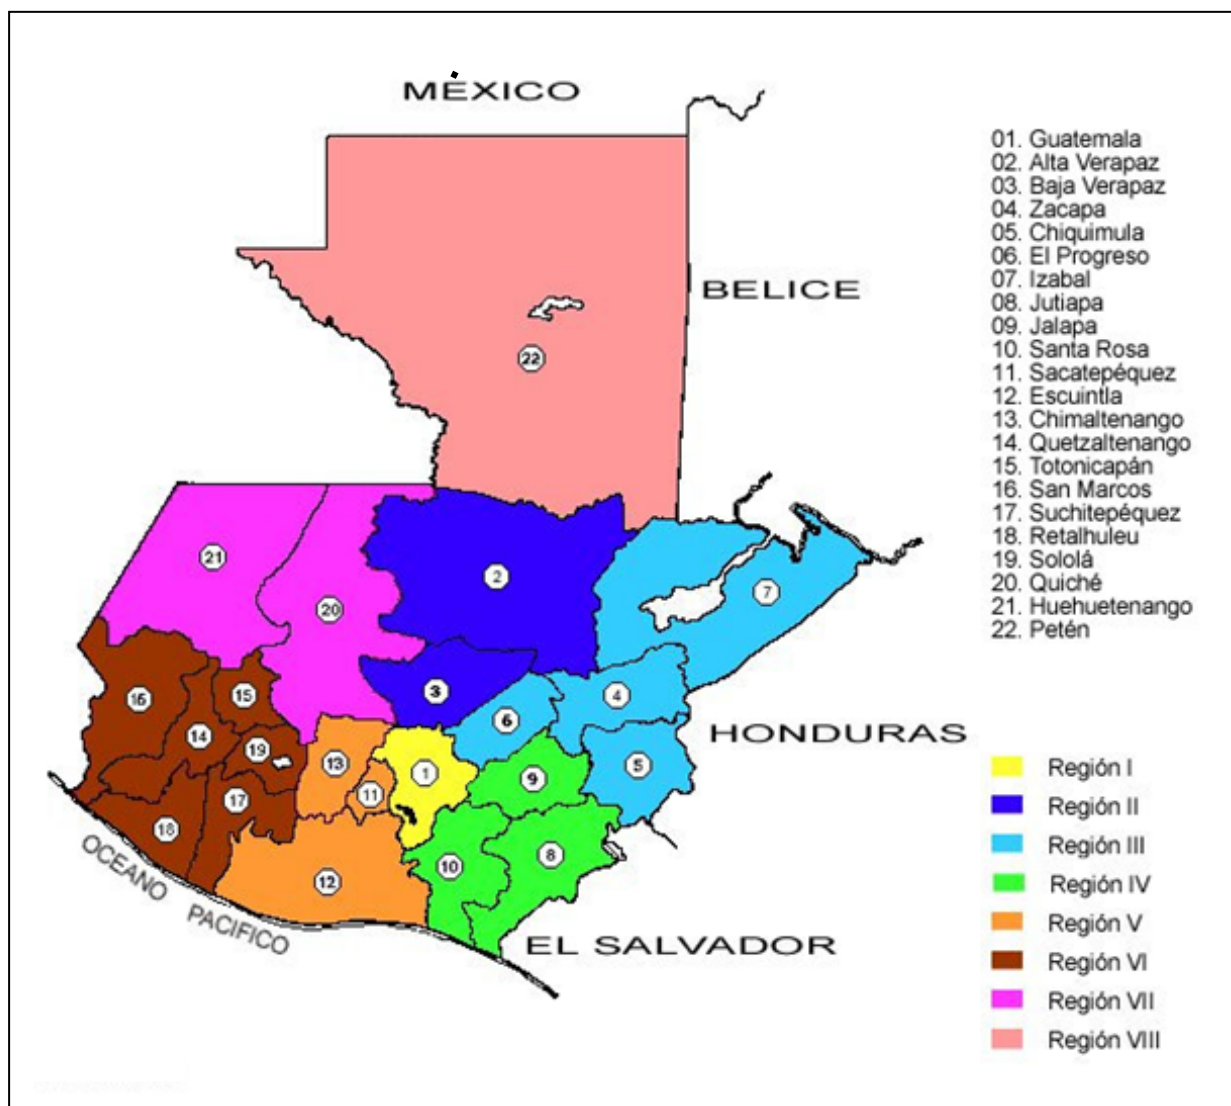 MÉXICO
BELICE
22
21
20
2
7
16
15
14
19
3
6
4
13
1
9
5
11
17
18
12
10
8
HONDURAS
OCEANO PACIFICO
EL SALVADOR
01. Guatemala
02. Alta Verapaz
03. Baja Verapaz
04. Zacapa
05. Chiquimula
06. El Progreso
07. Izabal
08. Jutiapa
09. Jalapa
10. Santa Rosa
11. Sacatepéquez
12. Escuintla
13. Chimaltenango
14. Quetzaltenango
15. Totonicapán
16. San Marcos
17. Suchitepéquez
18. Retalhuleu
19. Sololá
20. Quiché
21. Huehuetenango
22. Petén
Región I
Región II
Región III
Región IV
Región V
Región VI
Región VII
Región VIII